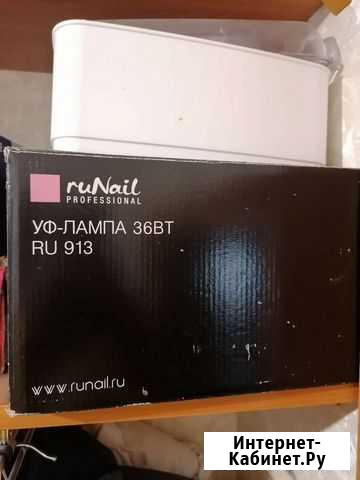 ruNail
PROFESSIONAL
УФ-ЛАМПА 36ВТ
RU 913
www.runail.ru
Интернет-
Кабинет.Ру